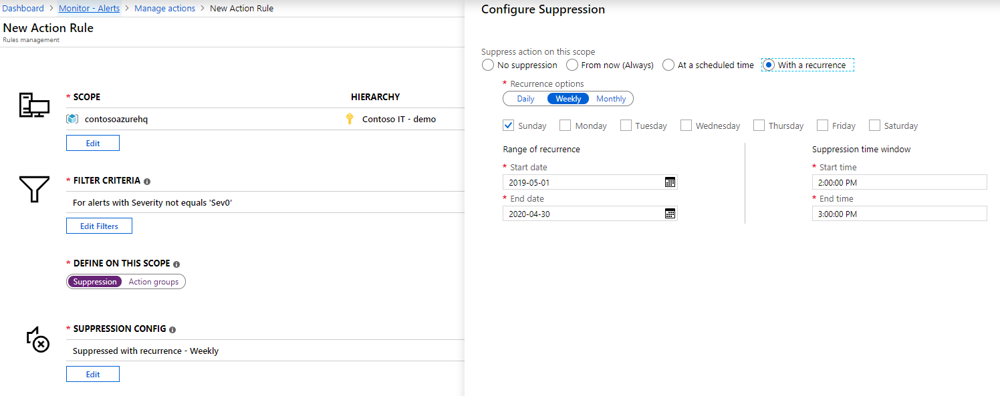 Dashboard > Monitor - Alerts > Manage actions > New Action Rule
New Action Rule
Rules management
* SCOPE HIERARCHY
contosoazurehq Contoso IT - demo
Edit
* FILTER CRITERIA
For alerts with Severity not equals 'Sev0'
Edit Filters
* DEFINE ON THIS SCOPE
Suppression Action groups
* SUPPRESSION CONFIG
Suppressed with recurrence - Weekly
Edit
Configure Suppression
Suppress action on this scope
No suppression From now (Always) At a scheduled time With a recurrence
* Recurrence options
Daily Weekly Monthly
Sunday Monday Tuesday Wednesday Thursday Friday Saturday
Range of recurrence
* Start date
2019-05-01
* End date
2020-04-30
Suppression time window
* Start time
2:00:00 PM
* End time
3:00:00 PM